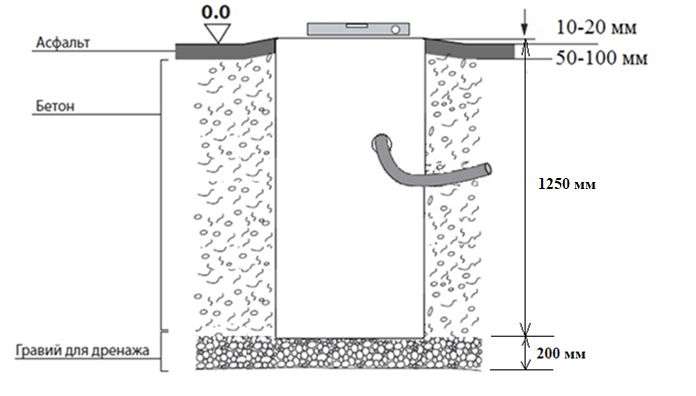 0.0
10-20 мм
Асфальт
50-100 мм
Бетон
1250 мм
Гравий для дренажа
200 мм